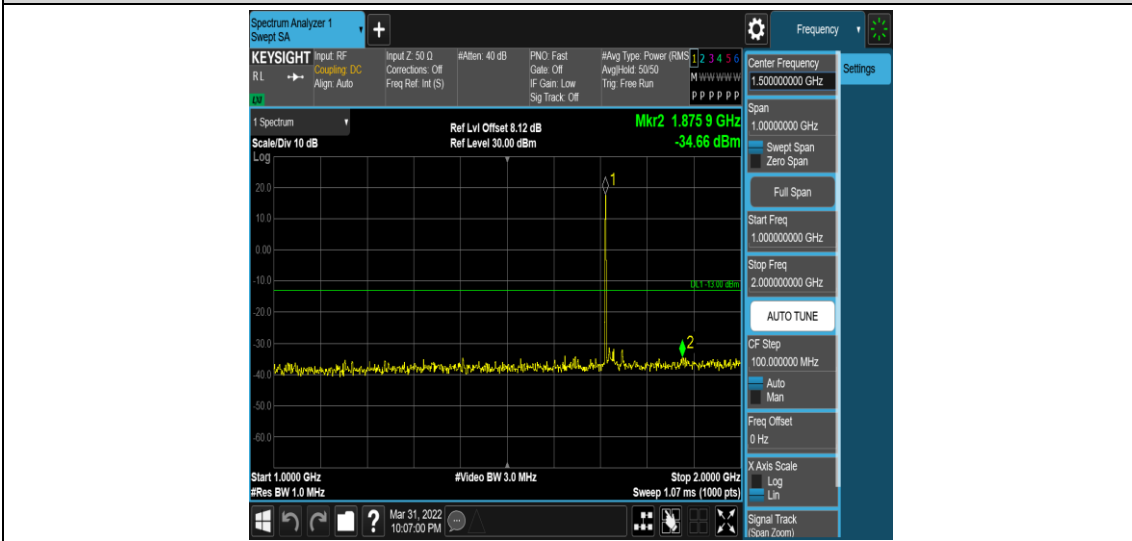 Spectrum Analyzer 1
Swept SA
+
Frequency
KEYSIGHT
Input: RF
Coupling: DC
Align: Auto
Input Z: 50 Ω
Corrections: Off
Freq Ref: Int (S)
#Atten: 40 dB
PNO: Fast
Gate: Off
IF Gain: Low
Sig Track: Off
#Avg Type: Power (RMS
Avg|Hold: 50/50
Trig: Free Run
1 2 3 4 5 6
M W W W W W
P P P P P P
R L
LXI
1 Spectrum
Scale/Div 10 dB
Log
Ref Lvl Offset 8.12 dB
Ref Level 30.00 dBm
Mkr2 1.875 9 GHz
-34.66 dBm
20.0
10.0
0.00
-10.0
-20.0
-30.0
-40.0
-50.0
-60.0
1
DL1 -13.00 dBm
2
Start 1.0000 GHz
#Res BW 1.0 MHz
#Video BW 3.0 MHz
Stop 2.0000 GHz
Sweep 1.07 ms (1000 pts)
?
Mar 31, 2022
10:07:00 PM
Center Frequency
1.500000000 GHz
Settings
Span
1.00000000 GHz
Swept Span
Zero Span
Full Span
Start Freq
1.000000000 GHz
Stop Freq
2.000000000 GHz
AUTO TUNE
CF Step
100.000000 MHz
Auto
Man
Freq Offset
0 Hz
X Axis Scale
Log
Lin
Signal Track
(Span Zoom)